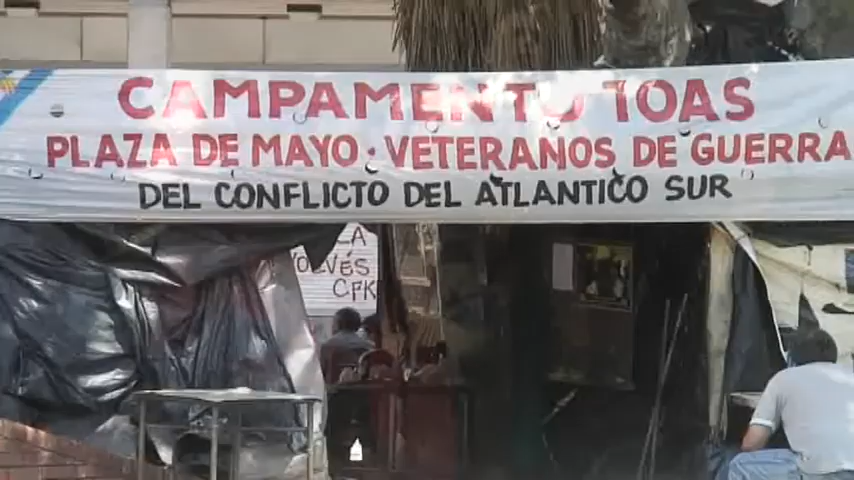 CAMPAMENTO TOAS
PLAZA DE MAYO · VETERANOS DE GUERRA
DEL CONFLICTO DEL ATLANTICO SUR
LA
VOLVÉS
CFK